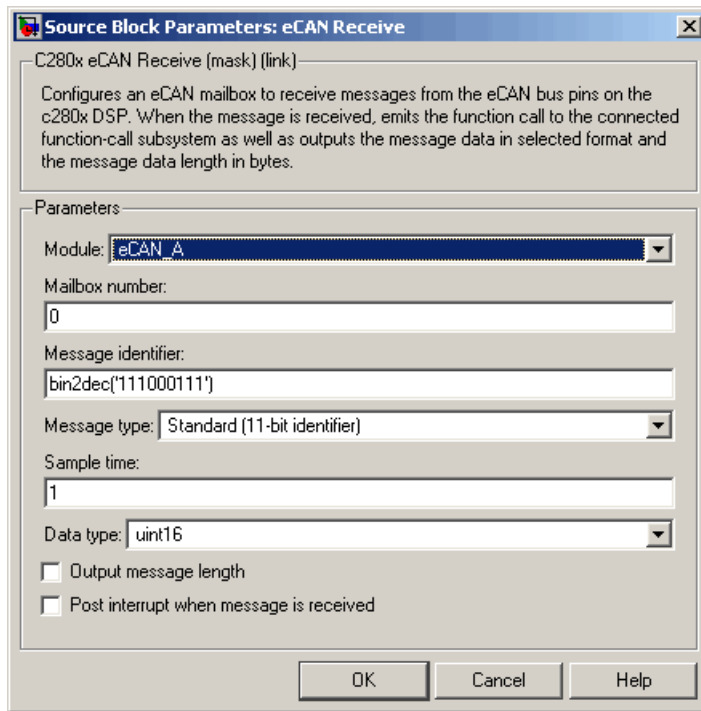 Source Block Parameters: eCAN Receive
C280x eCAN Receive (mask) (link)
Configures an eCAN mailbox to receive messages from the eCAN bus pins on the
c280x DSP. When the message is received, emits the function call to the connected
function-call subsystem as well as outputs the message data in selected format and
the message data length in bytes.
Parameters
Module: eCAN_A
Mailbox number:
0
Message identifier:
bin2dec('111000111')
Message type: Standard (11-bit identifier)
Sample time:
1
Data type: uint16
Output message length
Post interrupt when message is received
OK Cancel Help